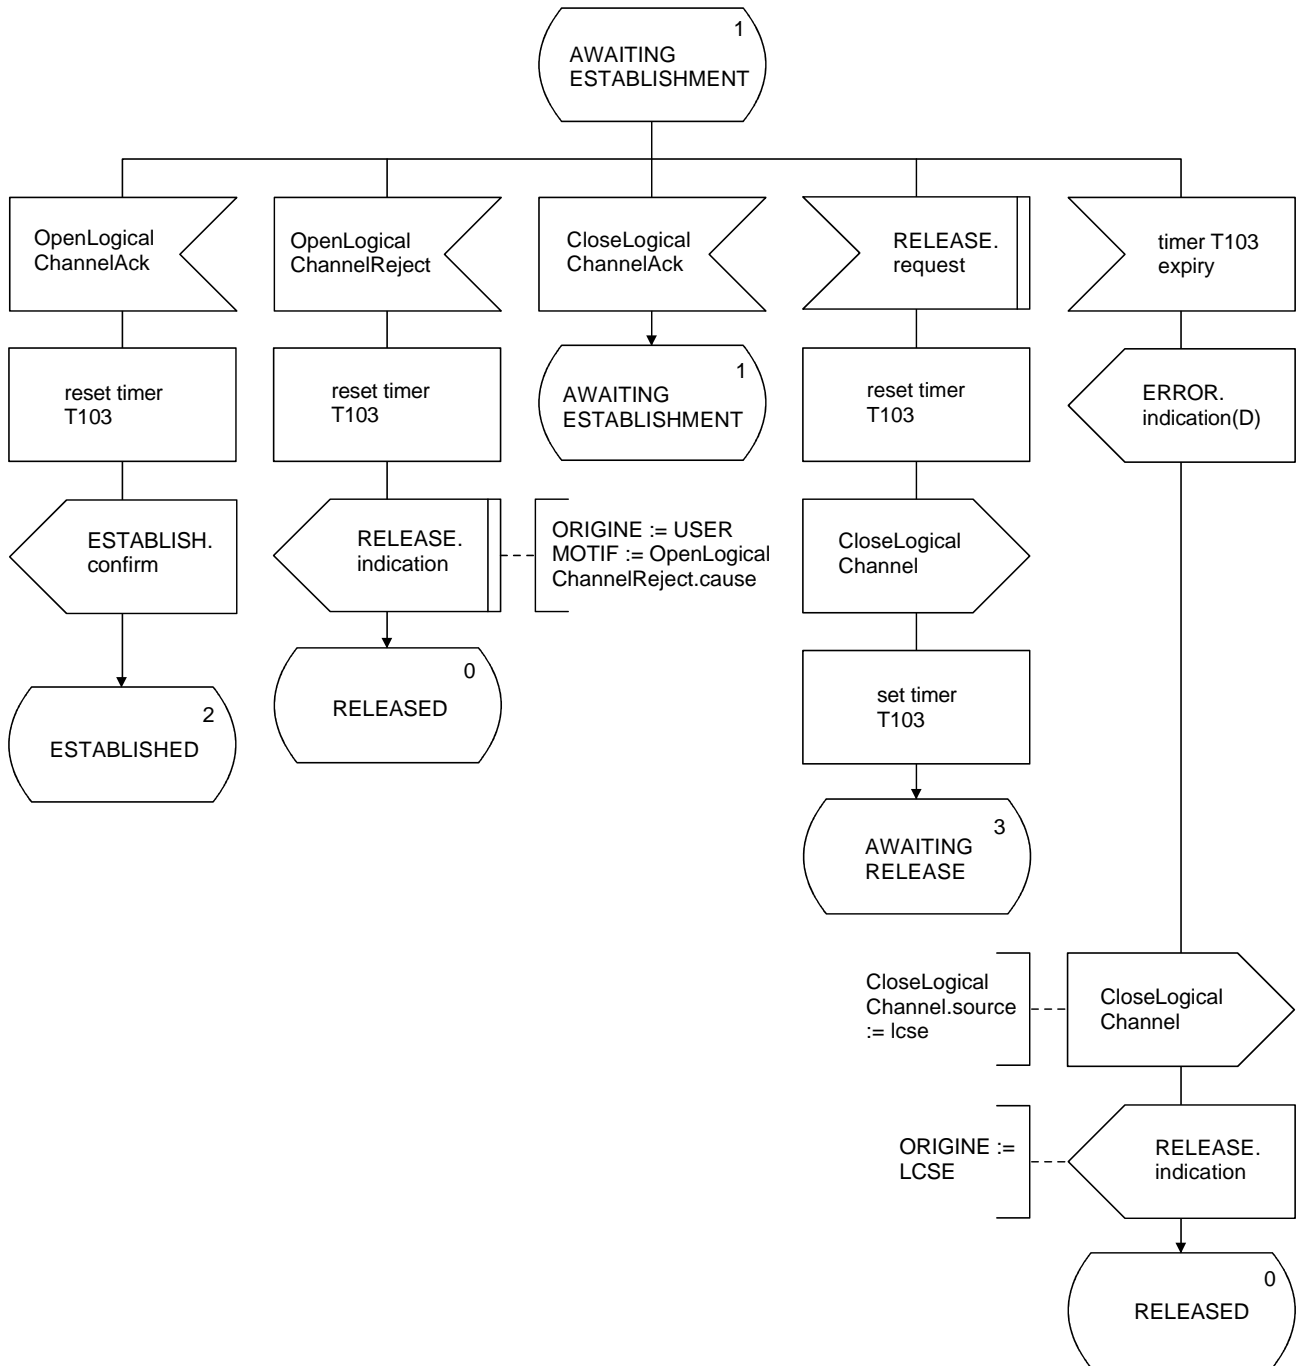 1
AWAITING
ESTABLISHMENT
OpenLogical
ChannelAck
OpenLogical
ChannelReject
CloseLogical
ChannelAck
RELEASE.
request
timer T103
expiry
reset timer
T103
reset timer
T103
1
AWAITING
ESTABLISHMENT
reset timer
T103
ERROR.
indication(D)
ESTABLISH.
confirm
RELEASE.
indication
ORIGINE := USER
MOTIF := OpenLogical
ChannelReject.cause
CloseLogical
Channel
2
ESTABLISHED
0
RELEASED
set timer
T103
3
AWAITING
RELEASE
CloseLogical
Channel.source
:= lcse
CloseLogical
Channel
ORIGINE :=
LCSE
RELEASE.
indication
0
RELEASED